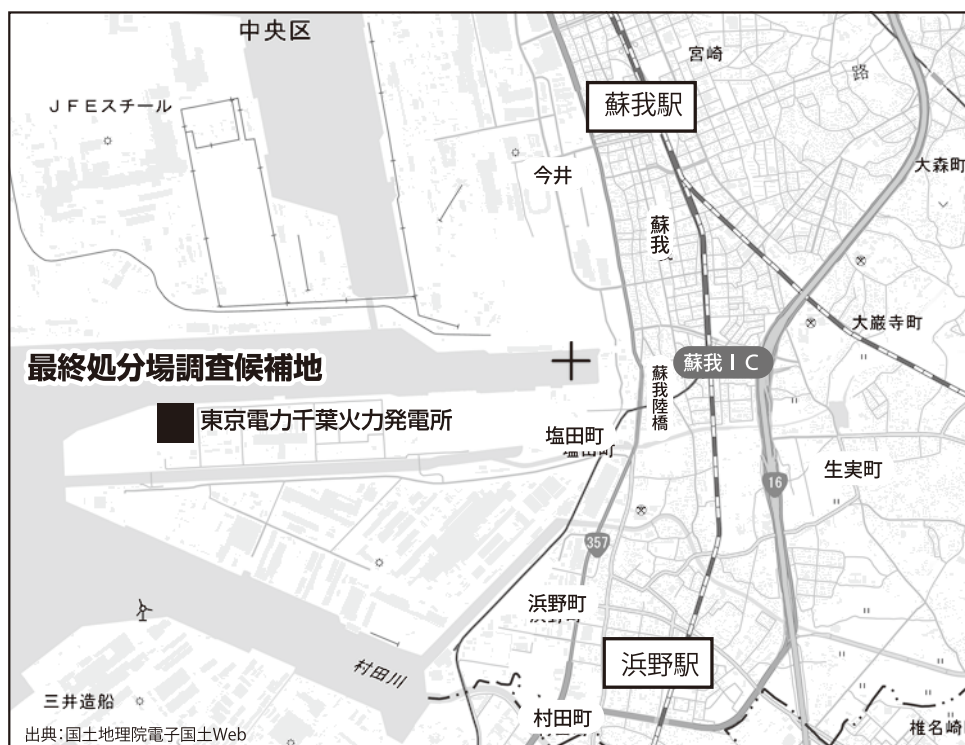 中央区
宮崎
路
JFEスチール
蘇我駅
大森町
今井
蘇我
大巌寺町
最終処分場調査候補地
蘇我IC
蘇我陸橋
東京電力千葉火力発電所
塩田町
生実町
16
357
浜野町
浜野駅
村田川
三井造船
村田町
椎名崎
出典:国土地理院電子国土Web